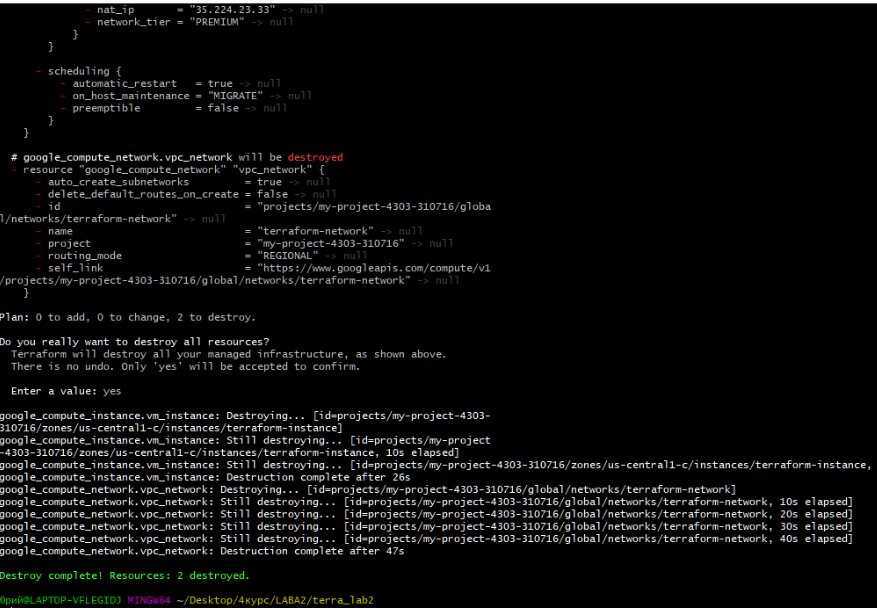 - nat_ip       = "35.224.23.33" -> null
- network_tier = "PREMIUM" -> null
}
}
- scheduling {
- automatic_restart   = true -> null
- on_host_maintenance = "MIGRATE" -> null
- preemptible         = false -> null
}
}
# google_compute_network.vpc_network will be destroyed
- resource "google_compute_network" "vpc_network" {
- auto_create_subnetworks         = true -> null
- delete_default_routes_on_create = false -> null
- id                              = "projects/my-project-4303-310716/globa
l/networks/terraform-network" -> null
- name                            = "terraform-network" -> null
- project                         = "my-project-4303-310716" -> null
- routing_mode                    = "REGIONAL" -> null
- self_link                       = "https://www.googleapis.com/compute/v1
/projects/my-project-4303-310716/global/networks/terraform-network" -> null
}
Plan: 0 to add, 0 to change, 2 to destroy.
Do you really want to destroy all resources?
Terraform will destroy all your managed infrastructure, as shown above.
There is no undo. Only 'yes' will be accepted to confirm.
Enter a value: yes
google_compute_instance.vm_instance: Destroying... [id=projects/my-project-4303-
310716/zones/us-central1-c/instances/terraform-instance]
google_compute_instance.vm_instance: Still destroying... [id=projects/my-project
-4303-310716/zones/us-central1-c/instances/terraform-instance, 10s elapsed]
google_compute_instance.vm_instance: Still destroying... [id=projects/my-project-4303-310716/zones/us-central1-c/instances/terraform-instance,
google_compute_instance.vm_instance: Destruction complete after 26s
google_compute_network.vpc_network: Destroying... [id=projects/my-project-4303-310716/global/networks/terraform-network]
google_compute_network.vpc_network: Still destroying... [id=projects/my-project-4303-310716/global/networks/terraform-network, 10s elapsed]
google_compute_network.vpc_network: Still destroying... [id=projects/my-project-4303-310716/global/networks/terraform-network, 20s elapsed]
google_compute_network.vpc_network: Still destroying... [id=projects/my-project-4303-310716/global/networks/terraform-network, 30s elapsed]
google_compute_network.vpc_network: Still destroying... [id=projects/my-project-4303-310716/global/networks/terraform-network, 40s elapsed]
google_compute_network.vpc_network: Destruction complete after 47s
Destroy complete! Resources: 2 destroyed.
Юрий@LAPTOP-VELEGIDJ MINGW64 ~/Desktop/4курс/LABA2/terra_lab2